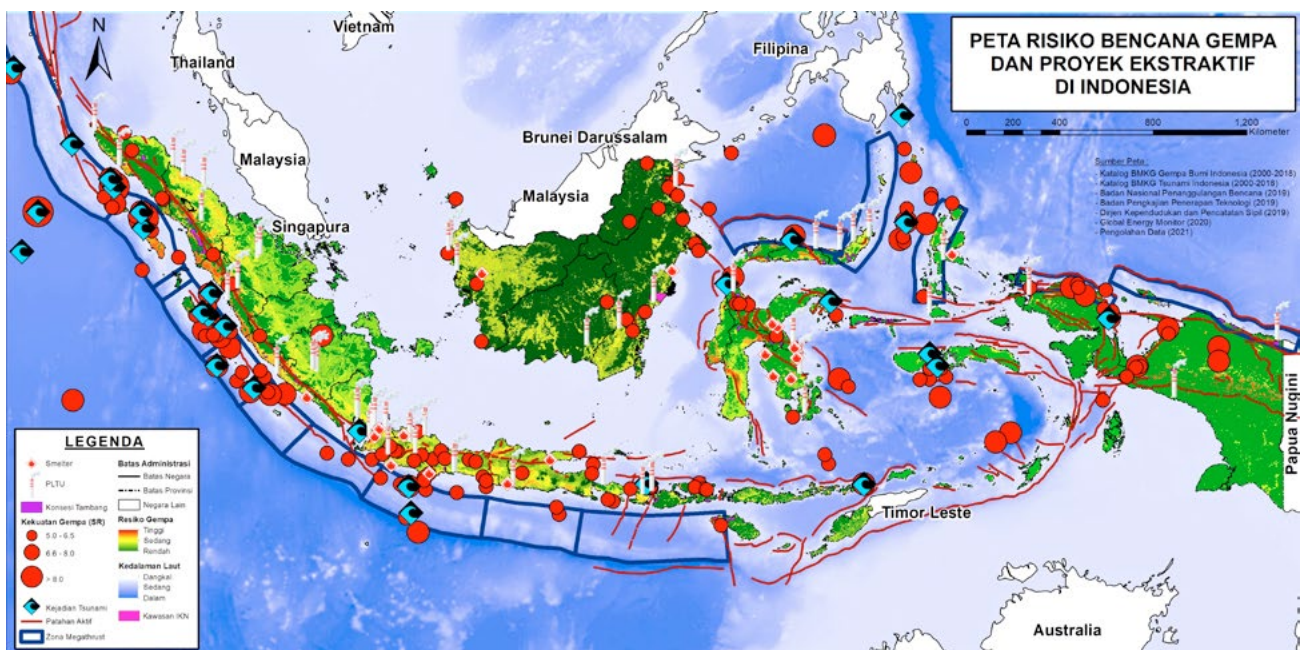 Vietnam
Filipina
Thailand
N
PETA RISIKO BENCANA GEMPA
DAN PROYEK EKSTRAKTIF
DI INDONESIA
0 200 400 600 800 1,200
Kilometer
Brunei Darussalam
Malaysia
Malaysia
Singapura
Sumber Peta :
- Katalog BMKG Gempa Bumi Indonesia (2000-2018)
- Katalog BMKG Tsunami Indonesia (2000-2018)
- Badan Nasional Penanggulangan Bencana (2019)
- Badan Pengkajian Penerapan Teknologi (2019)
- Dirjen Kependudukan dan Pencatatan Sipil (2019)
- Global Energy Monitor (2020)
- Pengolahan Data (2021)
Papua Nugini
Timor Leste
Australia
LEGENDA
Smelter
PLTU
Konsesi Tambang
Kekuatan Gempa (SR)
5.0 - 6.5
6.6 - 8.0
> 8.0
Kejadian Tsunami
Patahan Aktif
Zona Megathrust
Batas Administrasi
Batas Negara
Batas Provinsi
Negara Lain
Resiko Gempa
Tinggi
Sedang
Rendah
Kedalaman Laut
Dangkal
Sedang
Dalam
Kawasan IKN